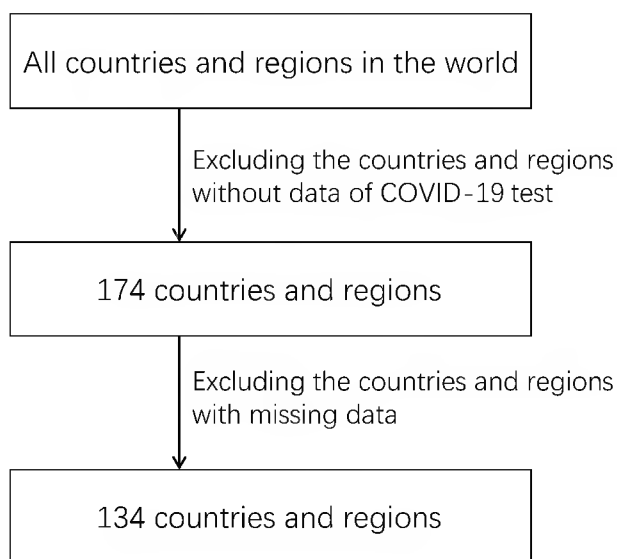 All countries and regions in the world
Excluding the countries and regions
without data of COVID-19 test
174 countries and regions
Excluding the countries and regions
with missing data
134 countries and regions